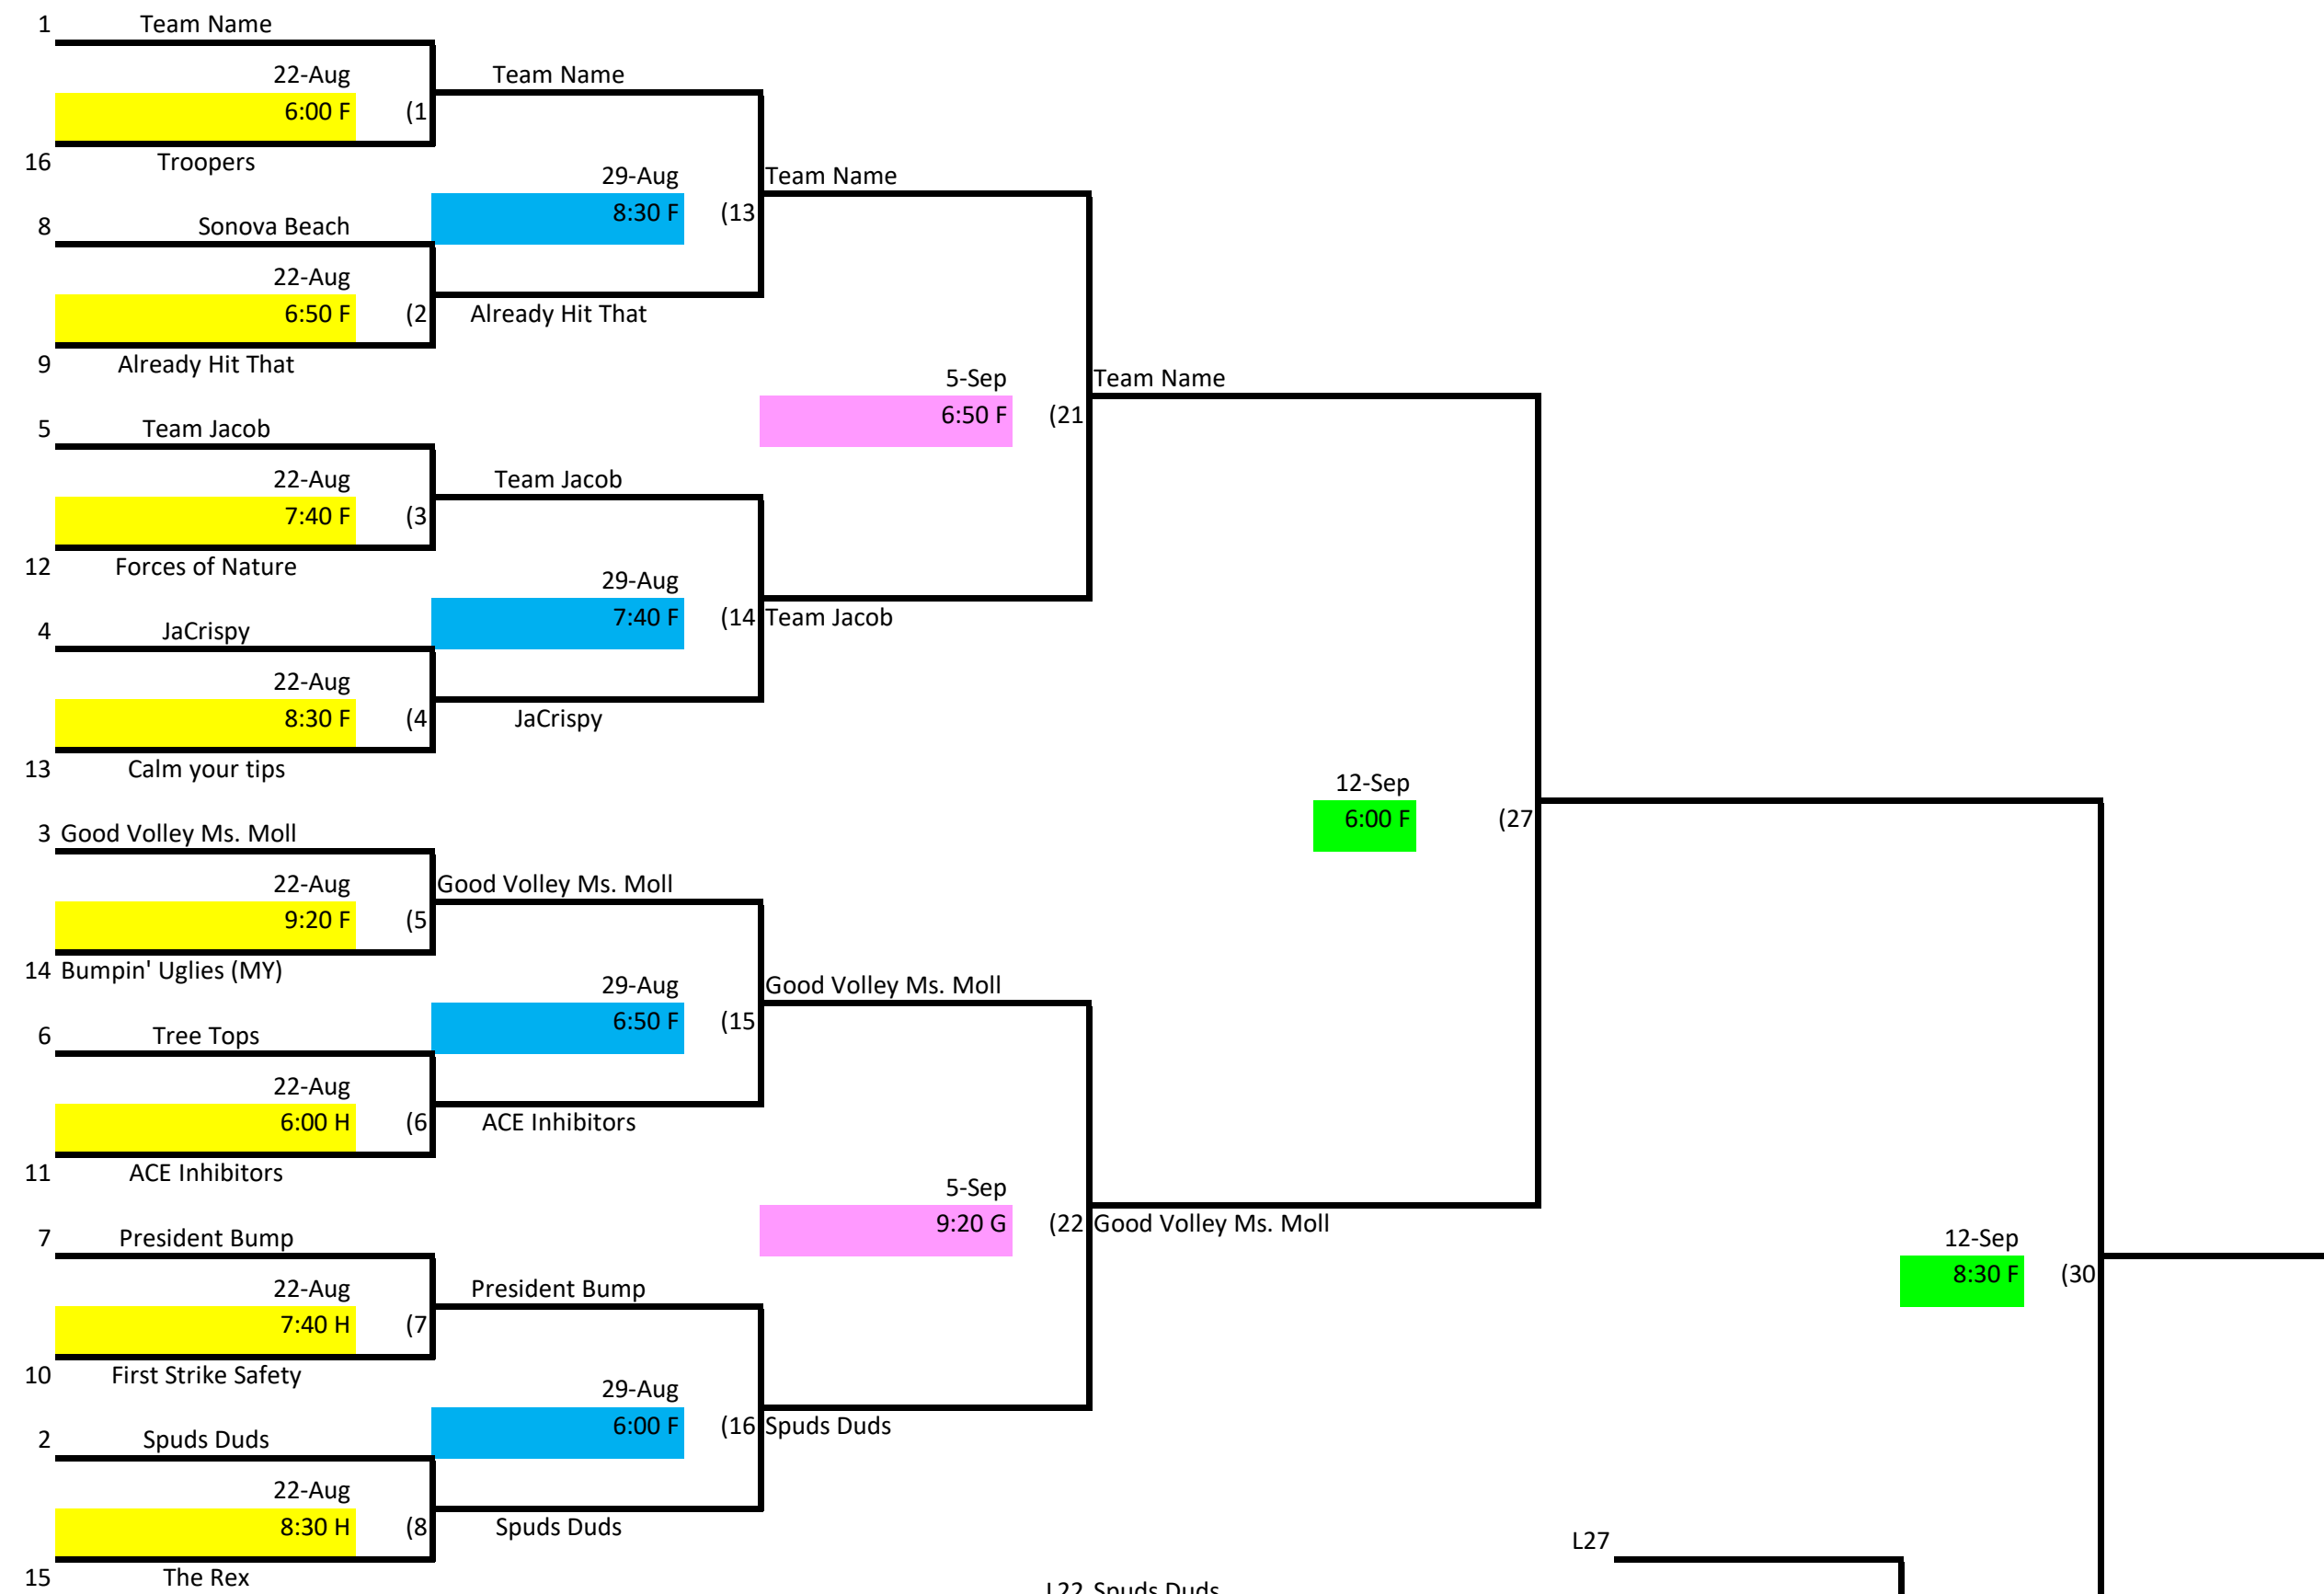 1 Team Name
22-Aug Team Name
6:00 F (1
16 Troopers
29-Aug Team Name
8 Sonova Beach 8:30 F (13
22-Aug
6:50 F (2 Already Hit That
9 Already Hit That
5-Sep Team Name
5 Team Jacob 6:50 F (21
22-Aug Team Jacob
7:40 F (3
12 Forces of Nature
29-Aug
4 JaCrispy 7:40 F (14 Team Jacob
22-Aug
8:30 F (4 JaCrispy
13 Calm your tips
12-Sep
3 Good Volley Ms. Moll 6:00 F (27
22-Aug Good Volley Ms. Moll
9:20 F (5
14 Bumpin' Uglies (MY)
29-Aug Good Volley Ms. Moll
6 Tree Tops 6:50 F (15
22-Aug
6:00 H (6 ACE Inhibitors
11 ACE Inhibitors
5-Sep
7 President Bump 9:20 G (22 Good Volley Ms. Moll 12-Sep
22-Aug President Bump 8:30 F (30
7:40 H (7
10 First Strike Safety
29-Aug
2 Spuds Duds 6:00 F (16 Spuds Duds
22-Aug
8:30 H (8 Spuds Duds L27
15 The Rex
L22 Spuds Duds